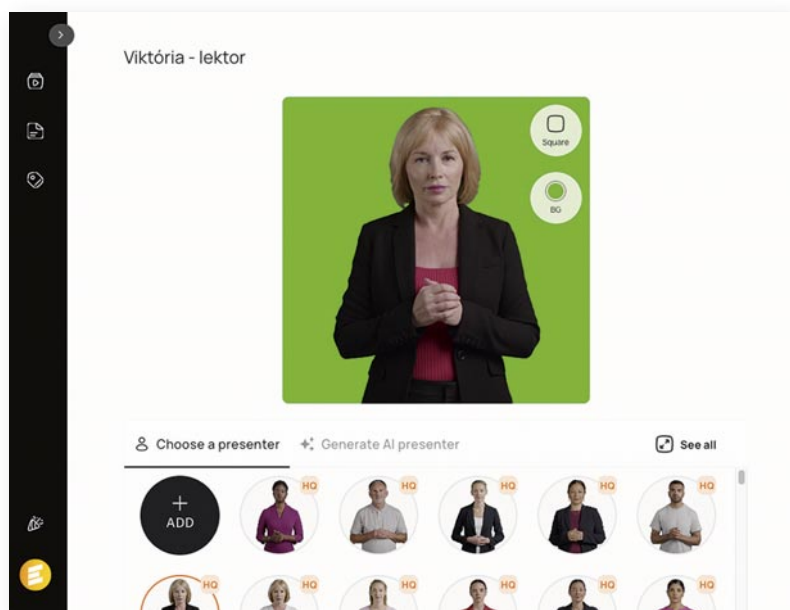 Viktória - lektor
Square
BG
Choose a presenter
Generate AI presenter
See all
+ ADD
HQ
HQ
HQ
HQ
HQ
HQ
HQ
HQ
HQ
HQ
HQ